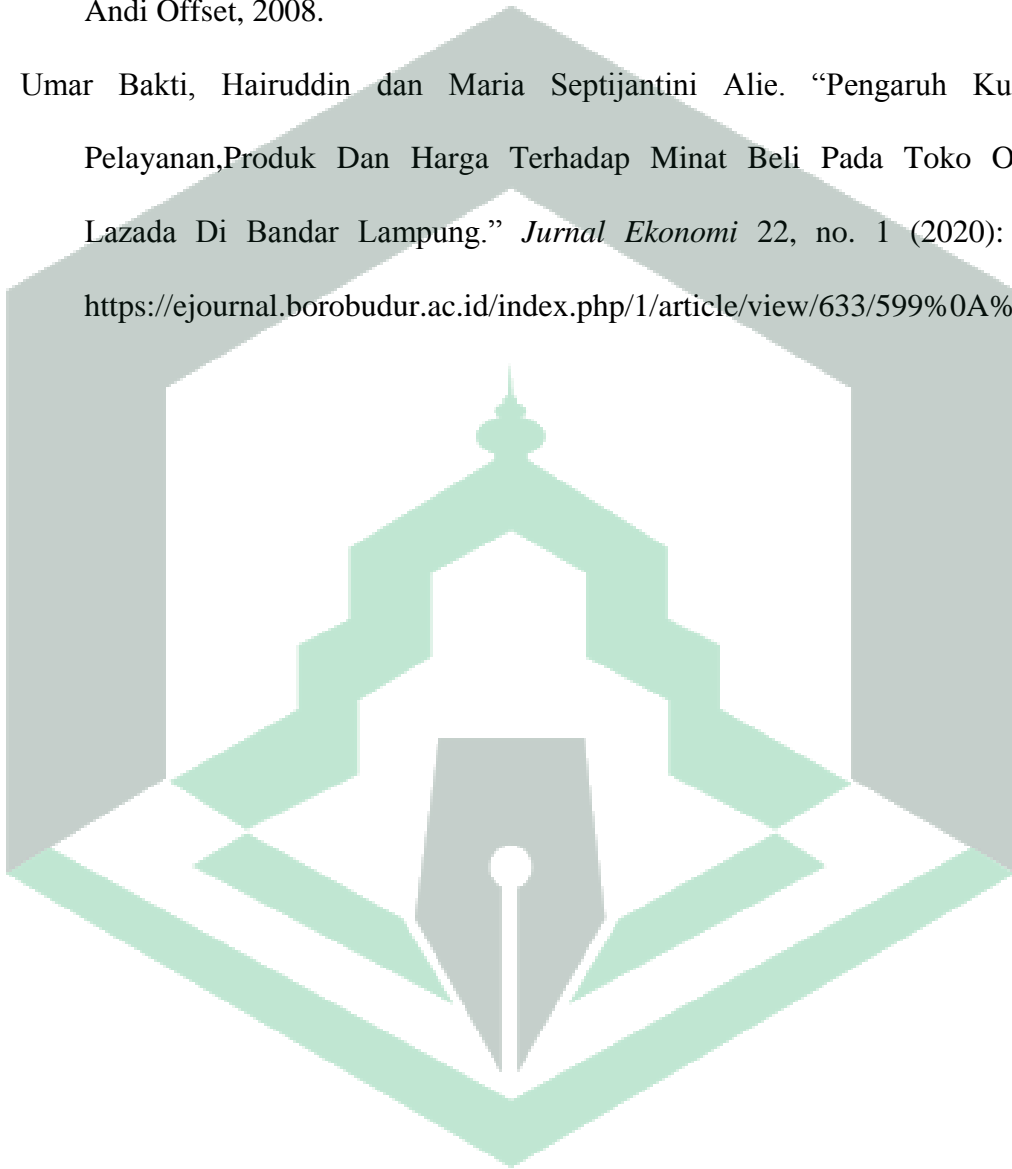 Andi Offset, 2008.
Umar Bakti, Hairuddin dan Maria Septijantini Alie. “Pengaruh Ku
Pelayanan,Produk Dan Harga Terhadap Minat Beli Pada Toko O
Lazada Di Bandar Lampung.” Jurnal Ekonomi 22, no. 1 (2020):
https://ejournal.borobudur.ac.id/index.php/1/article/view/633/599%0A%